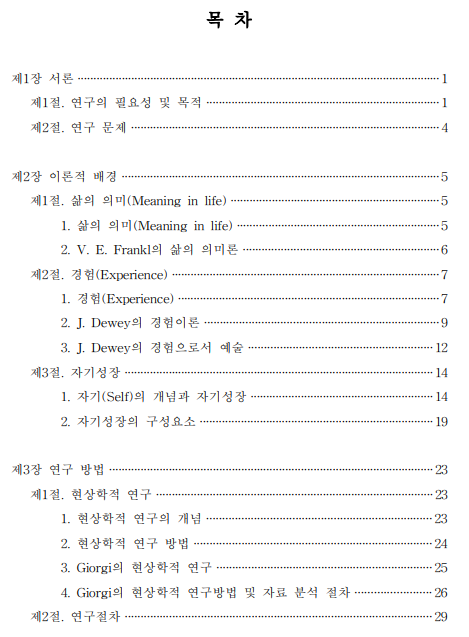 목 차
제1장 서론 1
제1절. 연구의 필요성 및 목적 1
제2절. 연구 문제 4
제2장 이론적 배경 5
제1절. 삶의 의미(Meaning in life) 5
1. 삶의 의미(Meaning in life) 5
2. V. E. Frankl의 삶의 의미론 6
제2절. 경험(Experience) 7
1. 경험(Experience) 7
2. J. Dewey의 경험이론 9
3. J. Dewey의 경험으로서 예술 12
제3절. 자기성장 14
1. 자기(Self)의 개념과 자기성장 14
2. 자기성장의 구성요소 19
제3장 연구 방법 23
제1절. 현상학적 연구 23
1. 현상학적 연구의 개념 23
2. 현상학적 연구 방법 24
3. Giorgi의 현상학적 연구 25
4. Giorgi의 현상학적 연구방법 및 자료 분석 절차 26
제2절. 연구절차 29